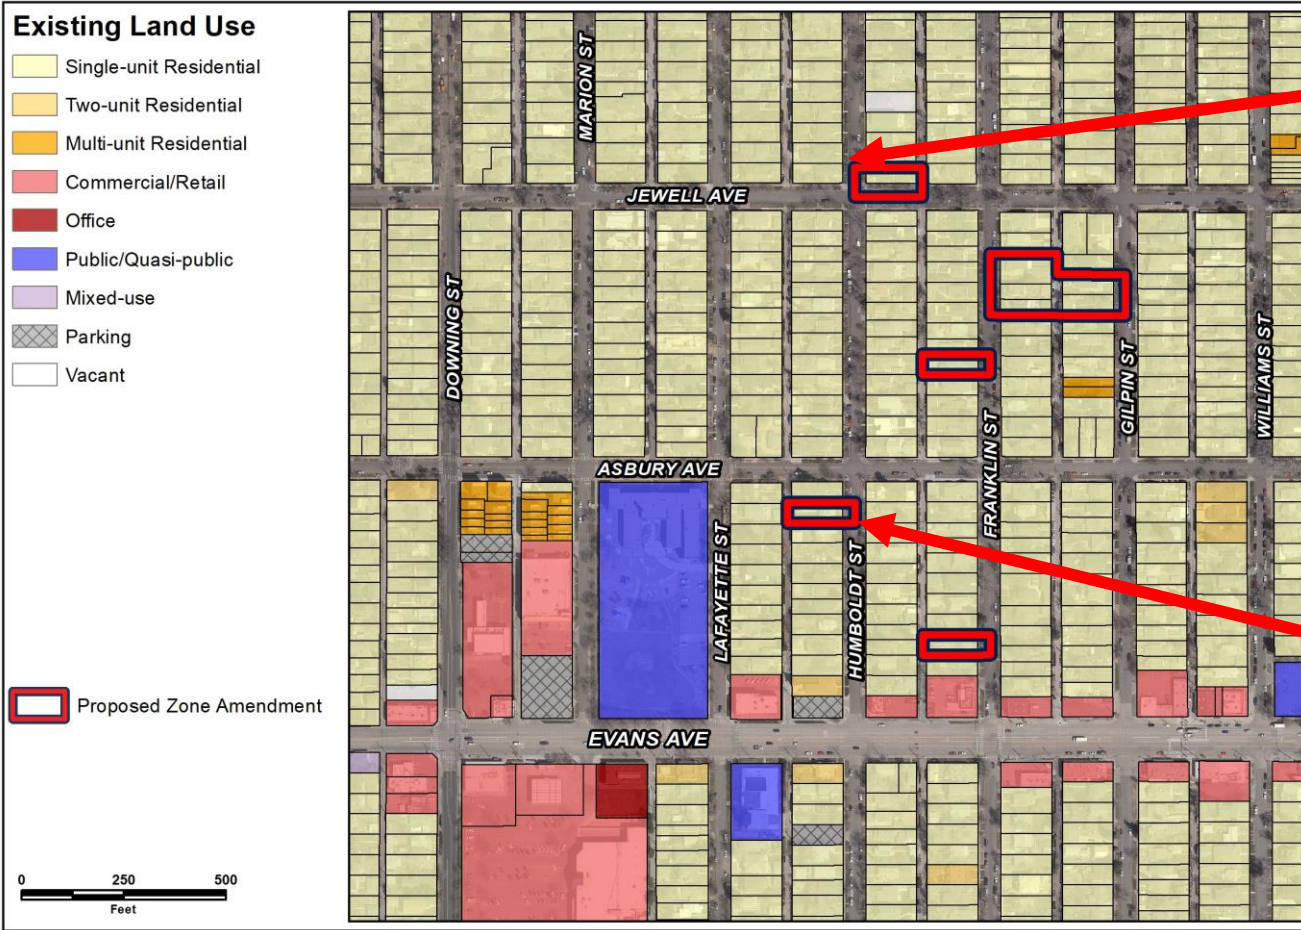 Existing Land Use
Single-unit Residential
Two-unit Residential
Multi-unit Residential
Commercial/Retail
Office
Public/Quasi-public
Mixed-use
Parking
Vacant
Proposed Zone Amendment
0 250 500
Feet
MARION ST
JEWELL AVE
DOWNING ST
WILLIAMS ST
GILPIN ST
FRANKLIN ST
ASBURY AVE
LAFAYETTE ST
HUMBOLDT ST
EVANS AVE